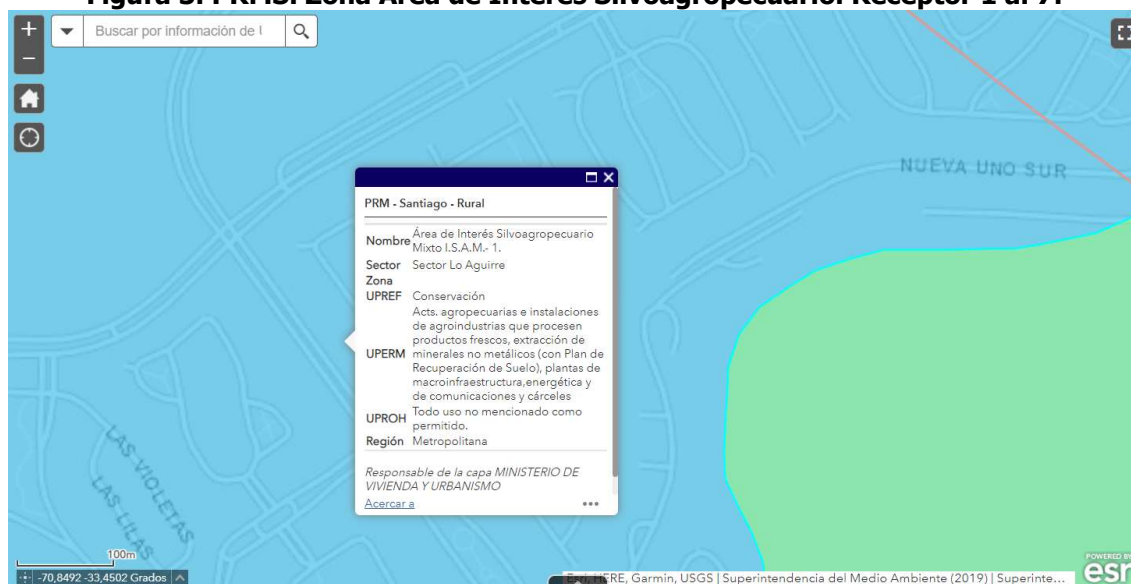 Figura 3. PRMS. Zona Área de Interés Silvoagropecuario. Receptor 1 al 7.
Buscar por información de
NUEVA UNO SUR
PRM - Santiago - Rural
Nombre Área de Interés Silvoagropecuario
Mixto I.S.A.M.- 1.
Sector Sector Lo Aguirre
Zona
UPREF Conservación
Acts. agropecuarias e instalaciones
de agroindustrias que procesen
productos frescos, extracción de
UPERM minerales no metálicos (con Plan de
Recuperación de Suelo), plantas de
macroinfraestructura,energética y
de comunicaciones y cárceles
UPROH Todo uso no mencionado como
permitido.
Región Metropolitana
Responsable de la capa MINISTERIO DE
VIVIENDA Y URBANISMO
Acercar a
LAS VIOLETAS
LAS LILAS
100m
-70,8492 -33,4502 Grados
Esri, HERE, Garmin, USGS | Superintendencia del Medio Ambiente (2019) | Superinte...
POWERED BY
esri